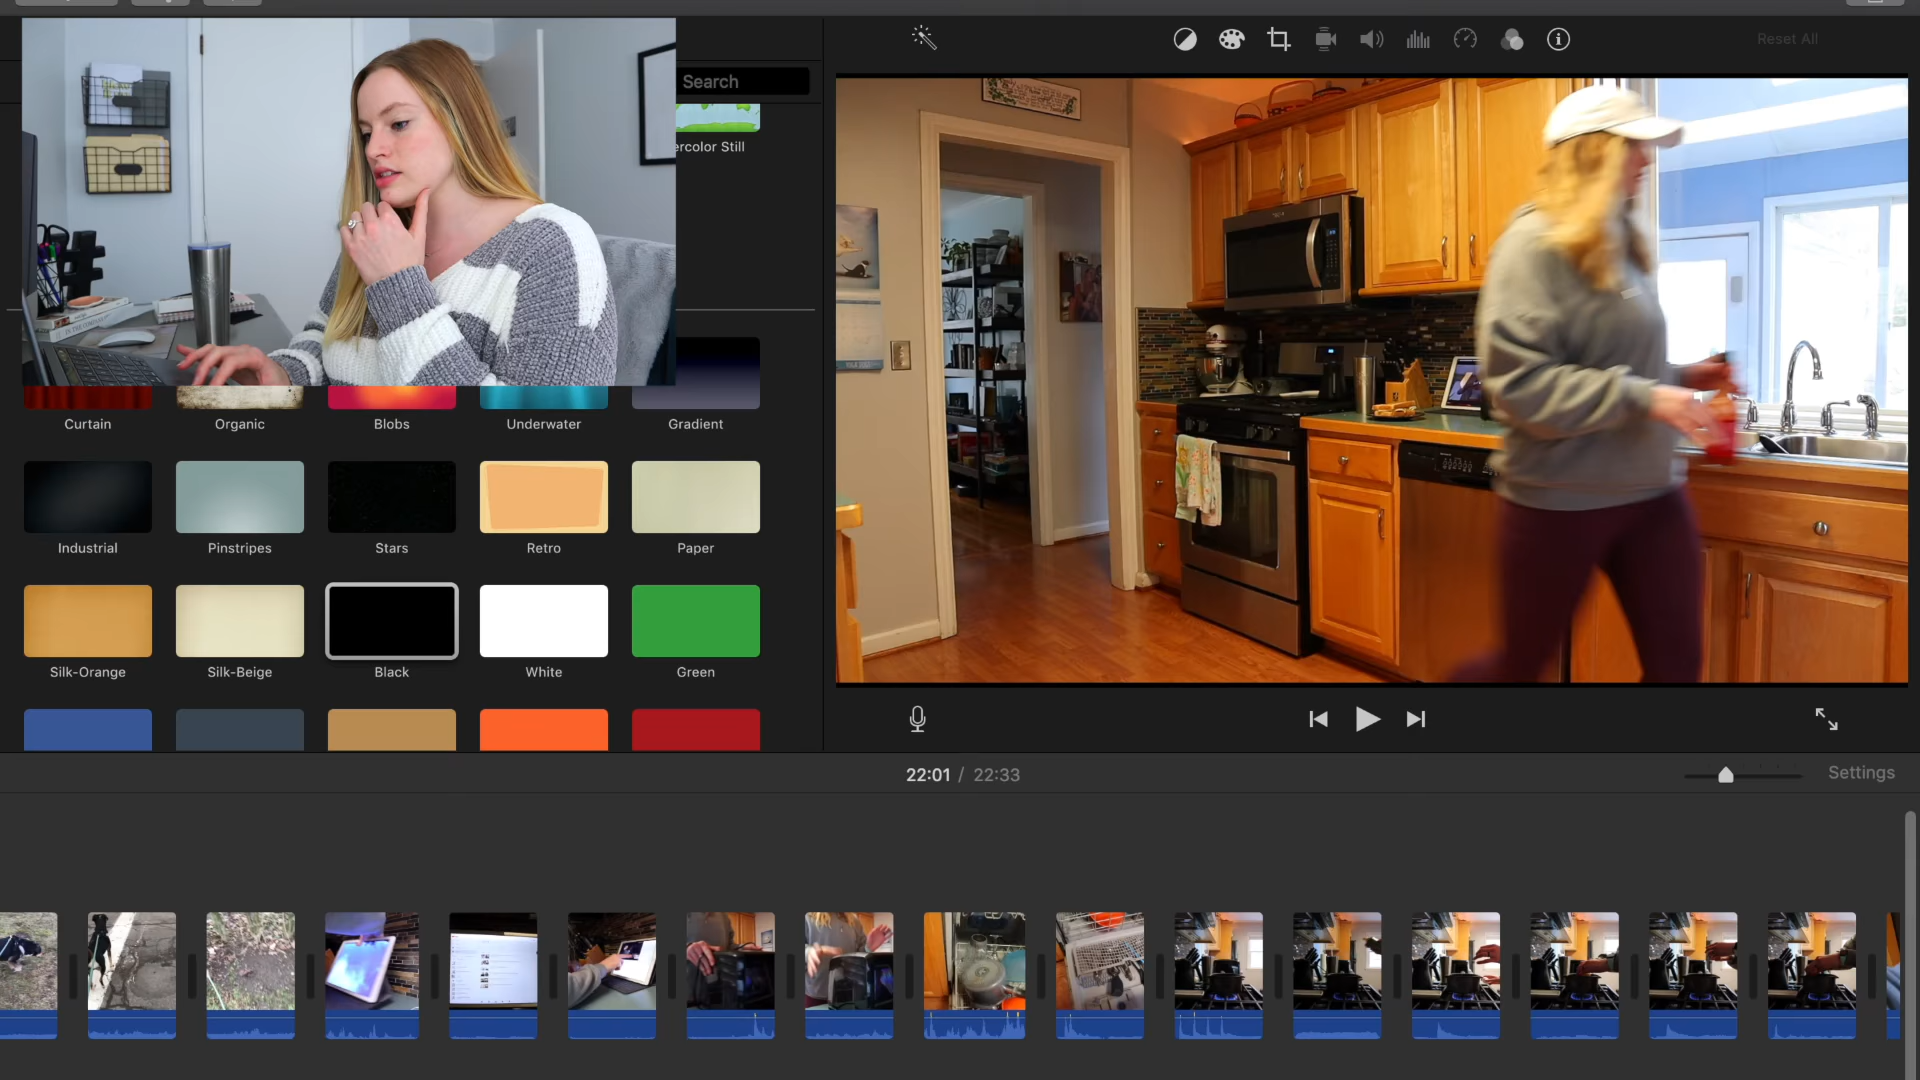 Search
Reset All
ercolor Still
Curtain
Organic
Blobs
Underwater
Gradient
Industrial
Pinstripes
Stars
Retro
Paper
Silk-Orange
Silk-Beige
Black
White
Green
22:01 / 22:33
Settings